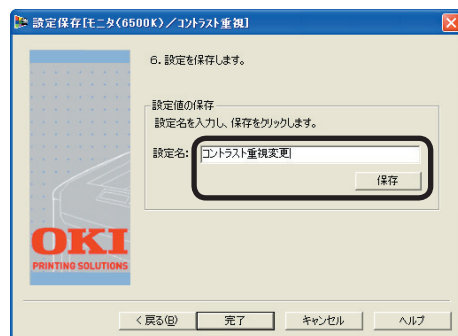 設定保存[モニタ(6500K)／コントラスト重視]
6. 設定を保存します。
設定値の保存
設定名を入力し、保存をクリックします。
設定名: コントラスト重視変更
保存
OKI
PRINTING SOLUTIONS
< 戻る(B) 完了 キャンセル ヘルプ